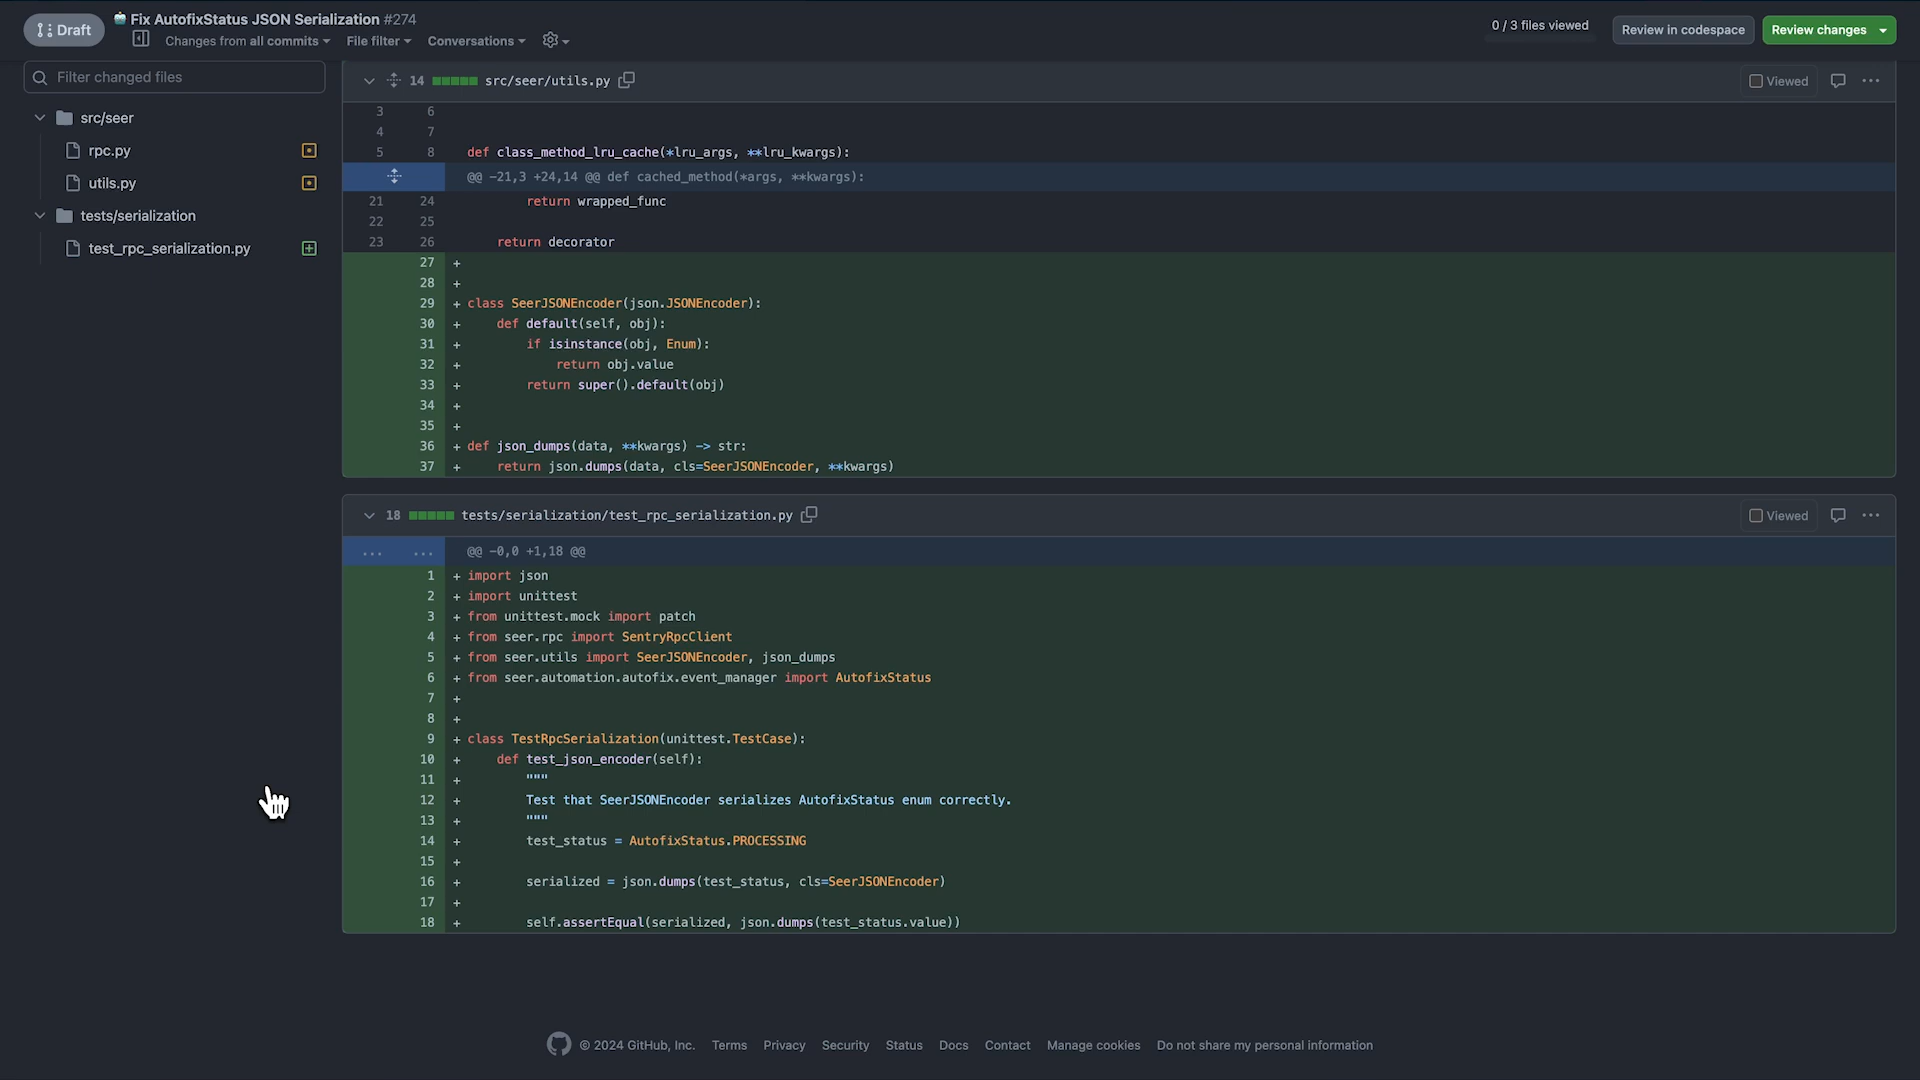 Draft
Fix AutofixStatus JSON Serialization #274
Changes from all commits
File filter
Conversations
0 / 3 files viewed
Review in codespace
Review changes
Filter changed files
src/seer
rpc.py
utils.py
tests/serialization
test_rpc_serialization.py
14 src/seer/utils.py
Viewed
3 6
4 7
5 8 def class_method_lru_cache(*lru_args, **lru_kwargs):
@@ -21,3 +24,14 @@ def cached_method(*args, **kwargs):
21 24 return wrapped_func
22 25
23 26 return decorator
27 +
28 +
29 + class SeerJSONEncoder(json.JSONEncoder):
30 + def default(self, obj):
31 + if isinstance(obj, Enum):
32 + return obj.value
33 + return super().default(obj)
34 +
35 +
36 + def json_dumps(data, **kwargs) -> str:
37 + return json.dumps(data, cls=SeerJSONEncoder, **kwargs)
18 tests/serialization/test_rpc_serialization.py
Viewed
... ... @@ -0,0 +1,18 @@
1 + import json
2 + import unittest
3 + from unittest.mock import patch
4 + from seer.rpc import SentryRpcClient
5 + from seer.utils import SeerJSONEncoder, json_dumps
6 + from seer.automation.autofix.event_manager import AutofixStatus
7 +
8 +
9 + class TestRpcSerialization(unittest.TestCase):
10 + def test_json_encoder(self):
11 + """
12 + Test that SeerJSONEncoder serializes AutofixStatus enum correctly.
13 + """
14 + test_status = AutofixStatus.PROCESSING
15 +
16 + serialized = json.dumps(test_status, cls=SeerJSONEncoder)
17 +
18 + self.assertEqual(serialized, json.dumps(test_status.value))
© 2024 GitHub, Inc. Terms Privacy Security Status Docs Contact Manage cookies Do not share my personal information